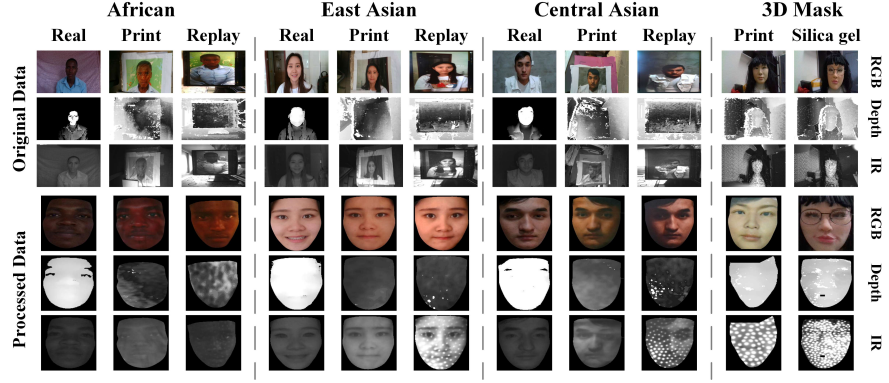 African East Asian Central Asian 3D Mask
Real Print Replay Real Print Replay Real Print Replay Print Silica gel
Original Data
RGB
Depth
IR
Processed Data
RGB
Depth
IR